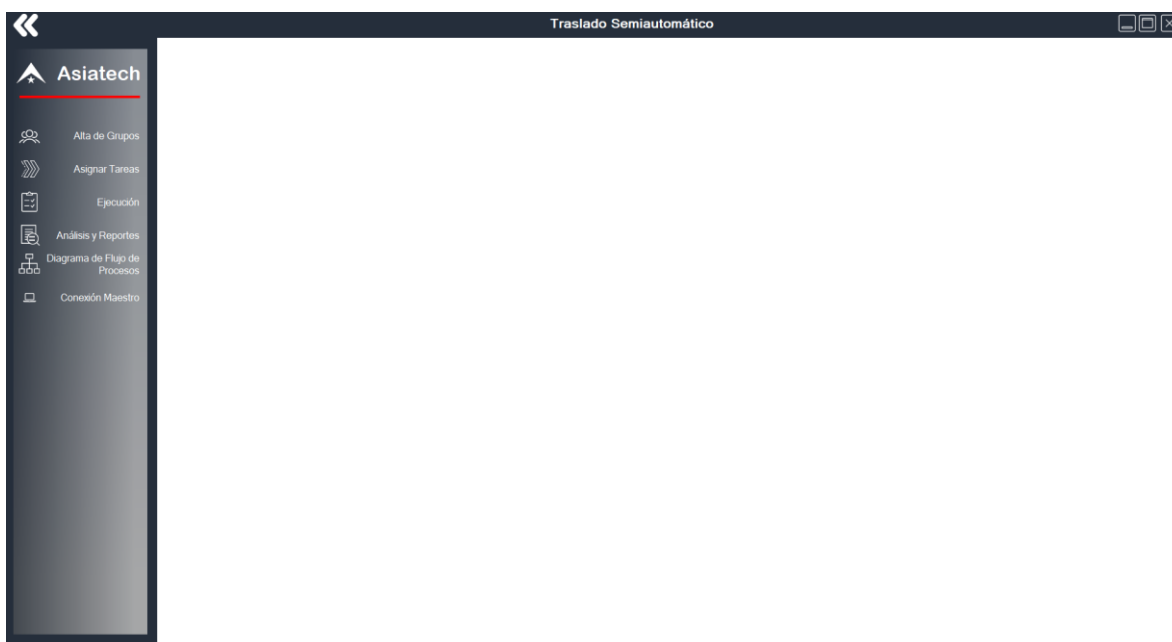 Traslado Semiautomático
Asiatech
Alta de Grupos
Asignar Tareas
Ejecución
Análisis y Reportes
Diagrama de Flujo de
Procesos
Conexión Maestro